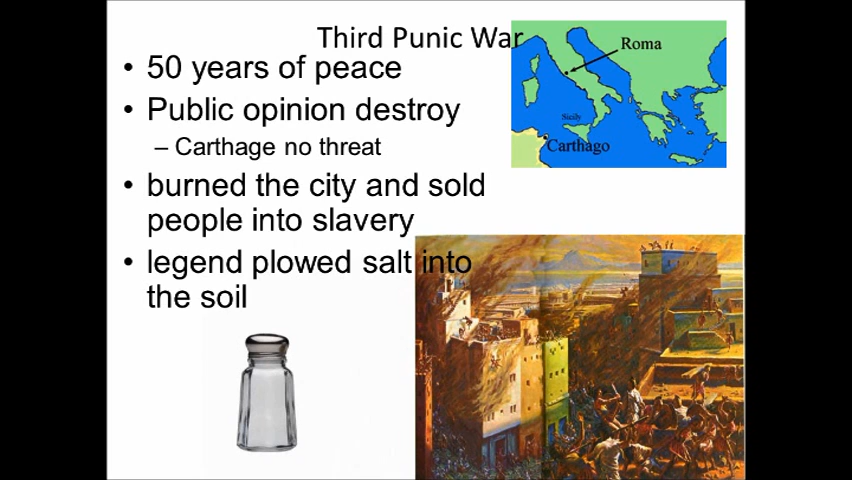 Third Punic War
• 50 years of peace
• Public opinion destroy
– Carthage no threat
• burned the city and sold
people into slavery
• legend plowed salt into
the soil
Roma
Sicily
Carthago